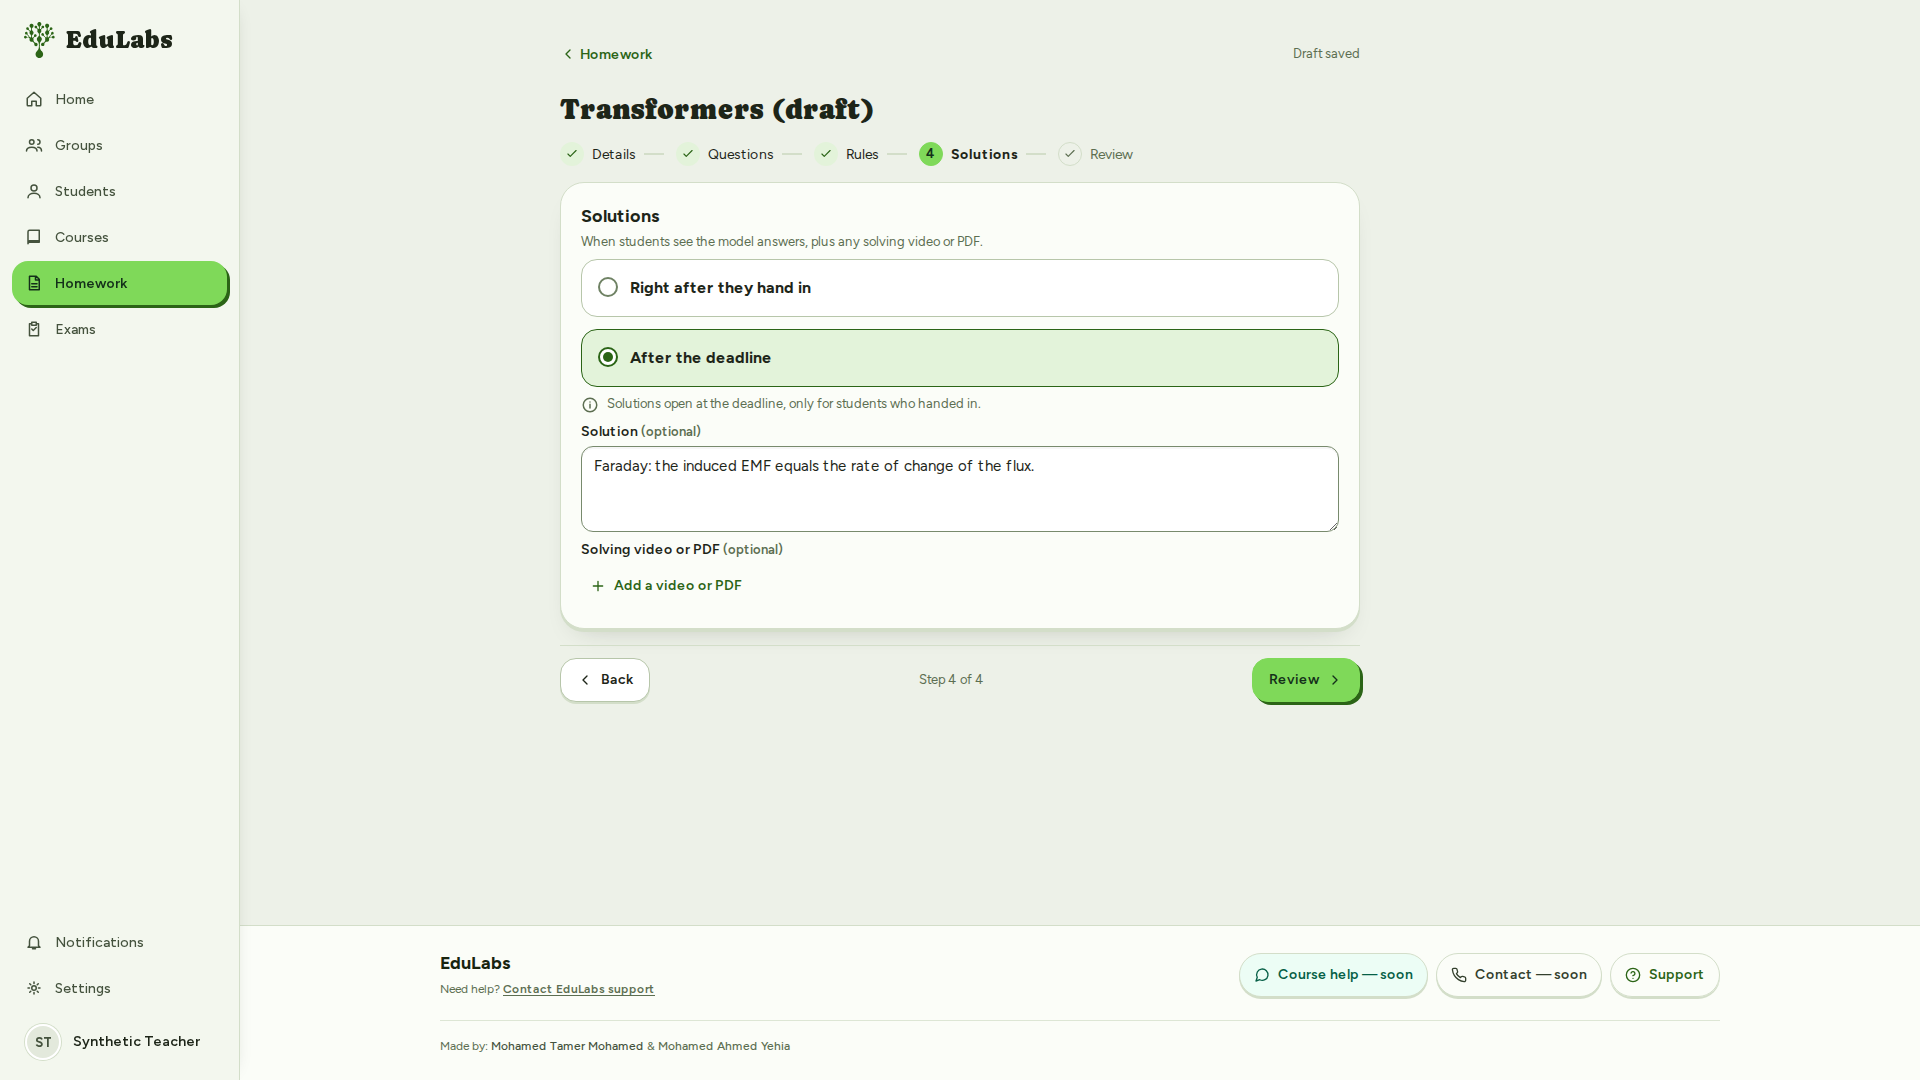 EduLabs
Home
Groups
Students
Courses
Homework
Exams
Notifications
Settings
ST Synthetic Teacher
Homework
Draft saved
Transformers (draft)
Details
Questions
Rules
4 Solutions
Review
Solutions
When students see the model answers, plus any solving video or PDF.
Right after they hand in
After the deadline
Solutions open at the deadline, only for students who handed in.
Solution (optional)
Faraday: the induced EMF equals the rate of change of the flux.
Solving video or PDF (optional)
Add a video or PDF
Back
Step 4 of 4
Review
EduLabs
Need help? Contact EduLabs support
Course help — soon
Contact — soon
Support
Made by: Mohamed Tamer Mohamed & Mohamed Ahmed Yehia